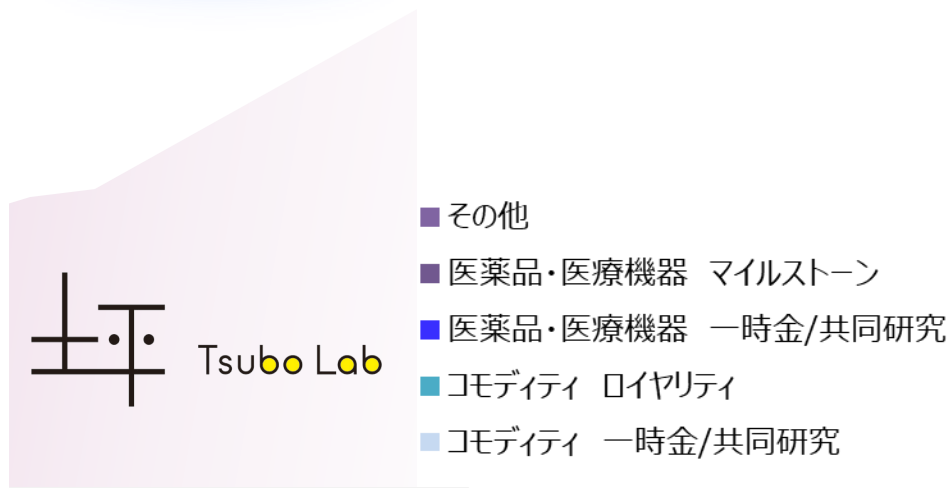 その他
医薬品・医療機器 マイルストーン
医薬品・医療機器 一時金/共同研究
コモディティ ロイヤリティ
コモディティ 一時金/共同研究
坪
Tsubo Lab